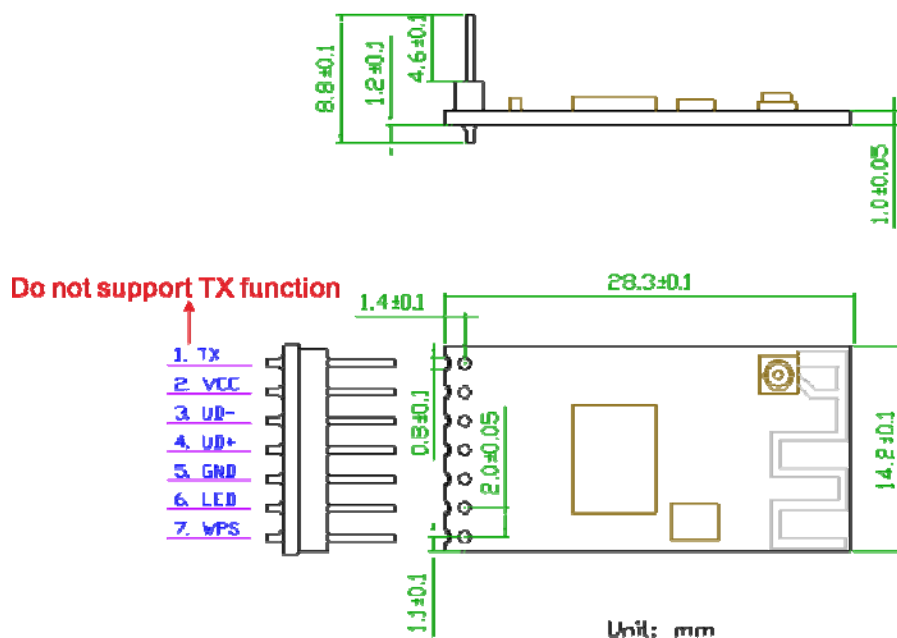 8.8±0.1
1.2±0.1
4.6±0.1
1.0±0.05
Do not support TX function
1.4±0.1
28.3±0.1
1. TX
2. VCC
3. UD-
4. UD+
5. GND
6. LED
7. WPS
0.8±0.1
2.0±0.05
14.2±0.1
1.1±0.1
Unit: mm